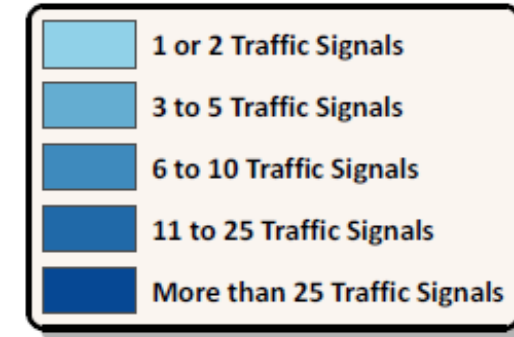 1 or 2 Traffic Signals
3 to 5 Traffic Signals
6 to 10 Traffic Signals
11 to 25 Traffic Signals
More than 25 Traffic Signals